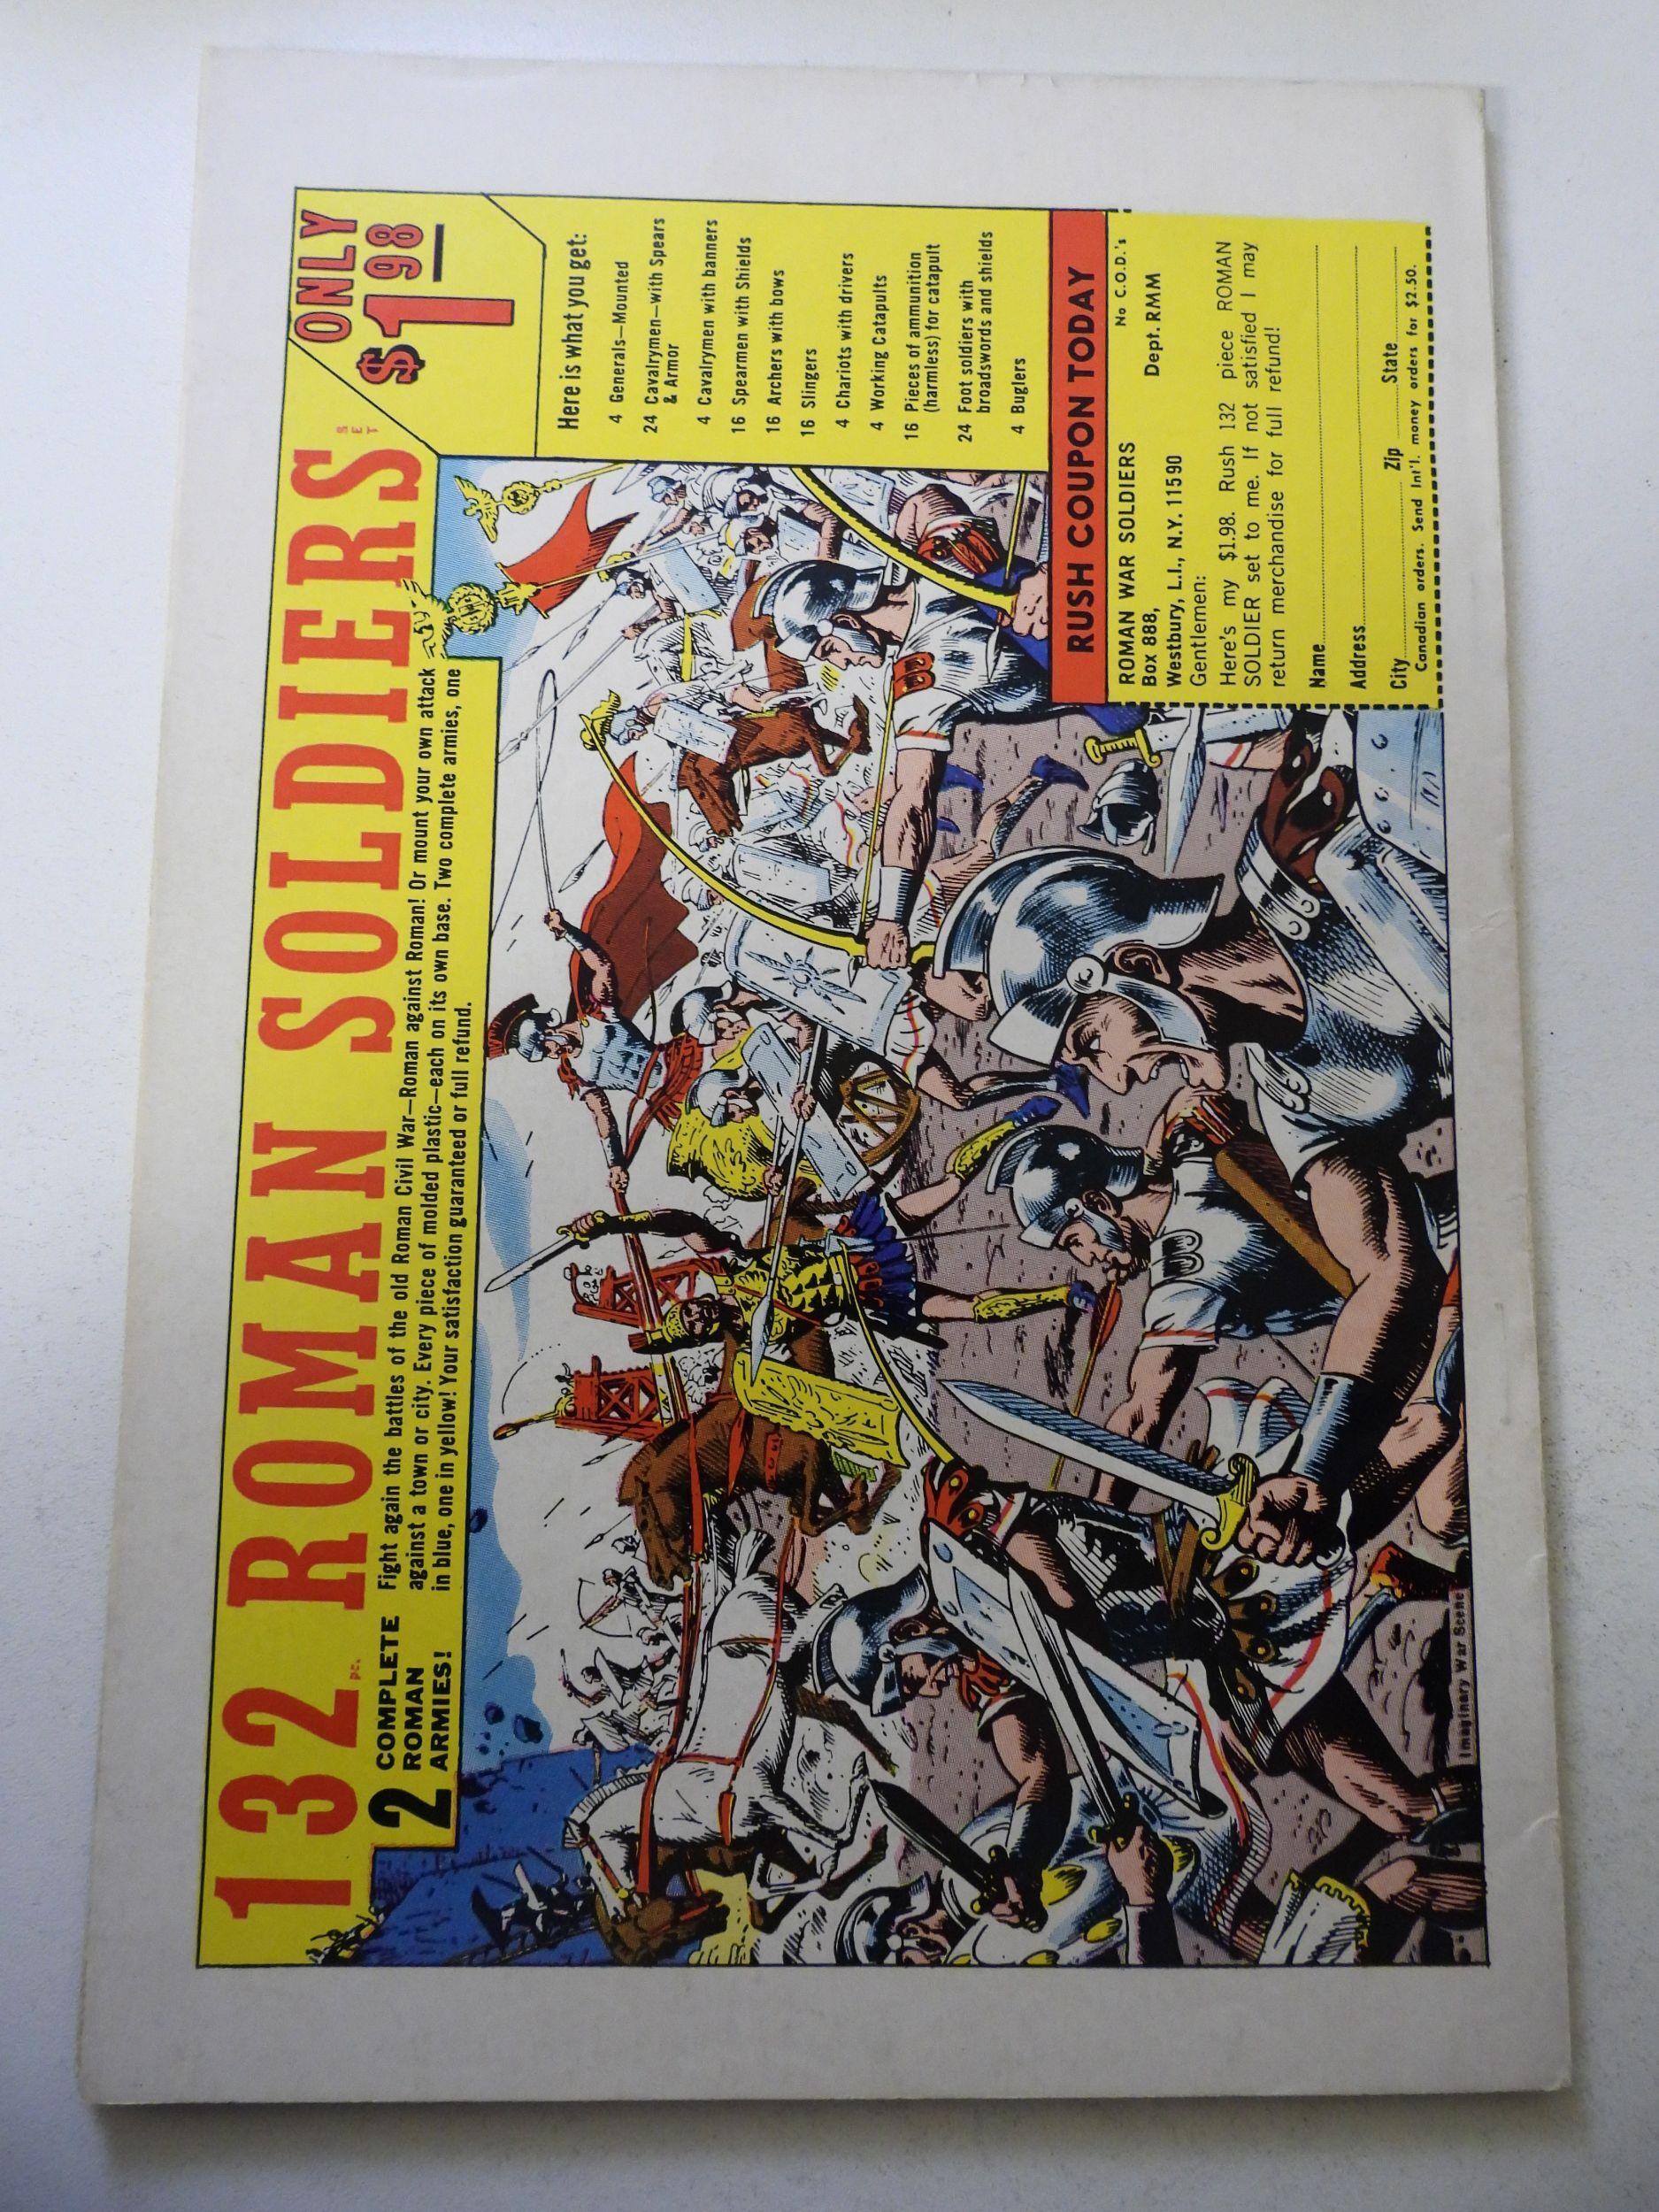 132 pc. ROMAN SOLDIERS SET
ONLY
$1.98
2 COMPLETE
ROMAN
ARMIES!
Fight again the battles of the old Roman Civil War—Roman against Roman! Or mount your own attack
against a town or city. Every piece of molded plastic—each on its own base. Two complete armies, one
in blue, one in yellow! Your satisfaction guaranteed or full refund.
Here is what you get:
4 Generals—Mounted
24 Cavalrymen—with Spears
& Armor
4 Cavalrymen with banners
16 Spearmen with Shields
16 Archers with bows
16 Slingers
4 Chariots with drivers
4 Working Catapults
16 Pieces of ammunition
(harmless) for catapult
24 Foot soldiers with
broadswords and shields
4 Buglers
RUSH COUPON TODAY
ROMAN WAR SOLDIERS No C.O.D.'s
Box 888,
Westbury, L.I., N.Y. 11590 Dept. RMM
Gentlemen:
Here's my $1.98. Rush 132 piece ROMAN
SOLDIER set to me. If not satisfied I may
return merchandise for full refund!
Name
Address
City Zip State
Canadian orders. Send Int'l. money orders for $2.50.
Imaginary War Scene